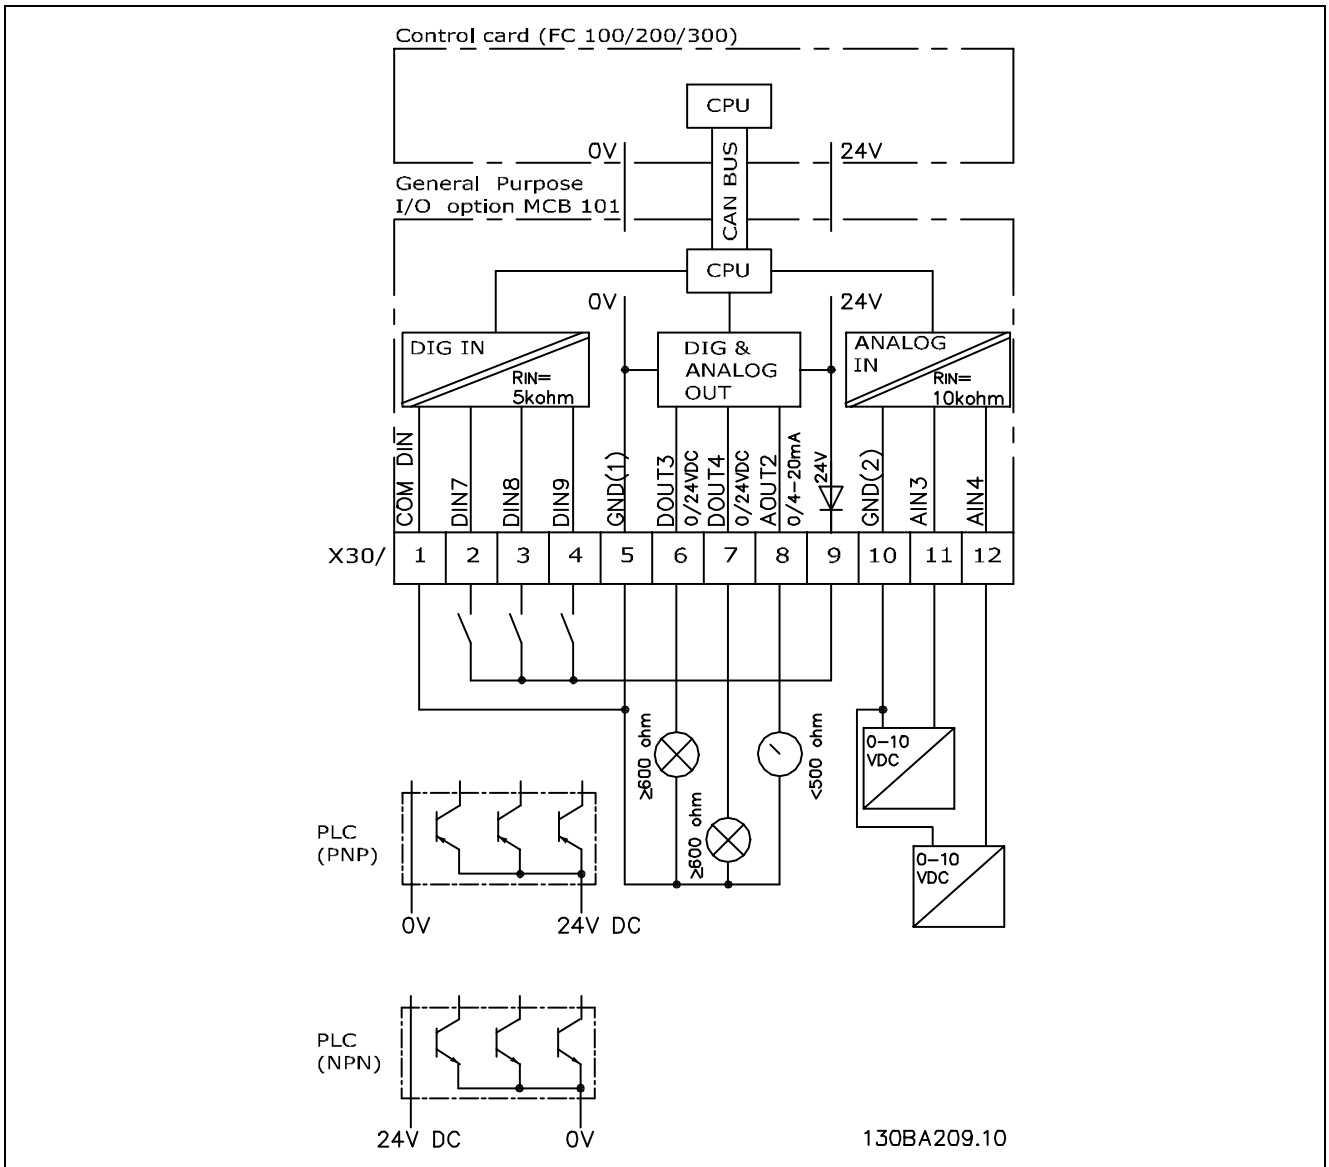 Control card (FC 100/200/300)
CPU
0V
24V
CAN BUS
General Purpose
I/O option MCB 101
CPU
0V
24V
DIG IN
RIN=
5kohm
DIG &
ANALOG
OUT
ANALOG
IN
RIN=
10kohm
COM DIN
DIN7
DIN8
DIN9
GND(1)
DOUT3
0/24VDC
DOUT4
0/24VDC
AOUT2
0/4-20mA
24V
GND(2)
AIN3
AIN4
X30/ 1 2 3 4 5 6 7 8 9 10 11 12
≥600 ohm
<500 ohm
≥600 ohm
0-10
VDC
0-10
VDC
PLC
(PNP)
0V
24V DC
PLC
(NPN)
24V DC
0V
130BA209.10